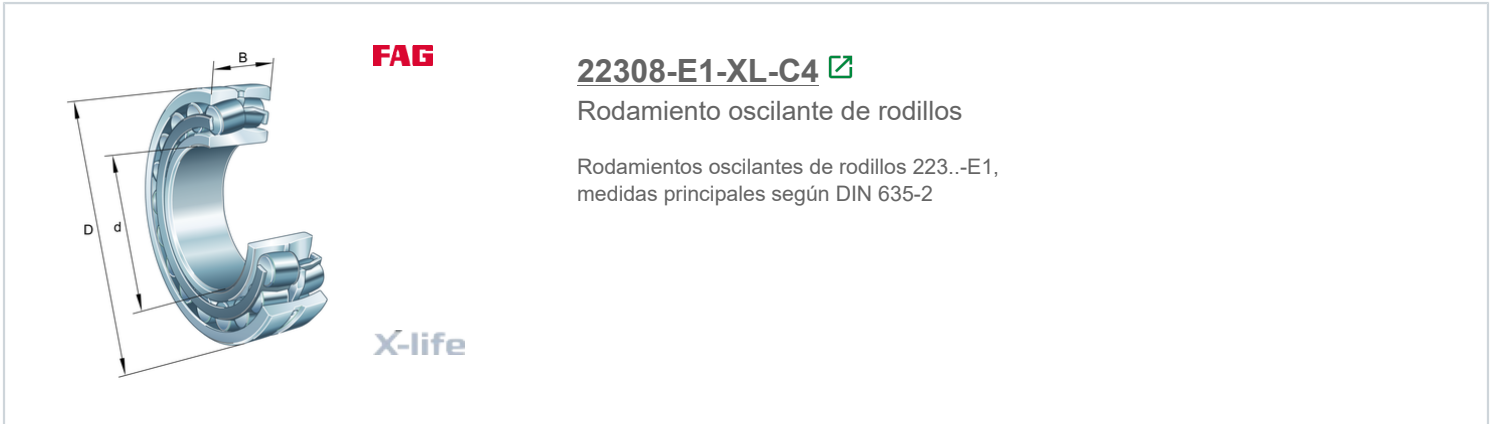 B
D
d
FAG
X-life
22308-E1-XL-C4
Rodamiento oscilante de rodillos
Rodamientos oscilantes de rodillos 223..-E1,
medidas principales según DIN 635-2